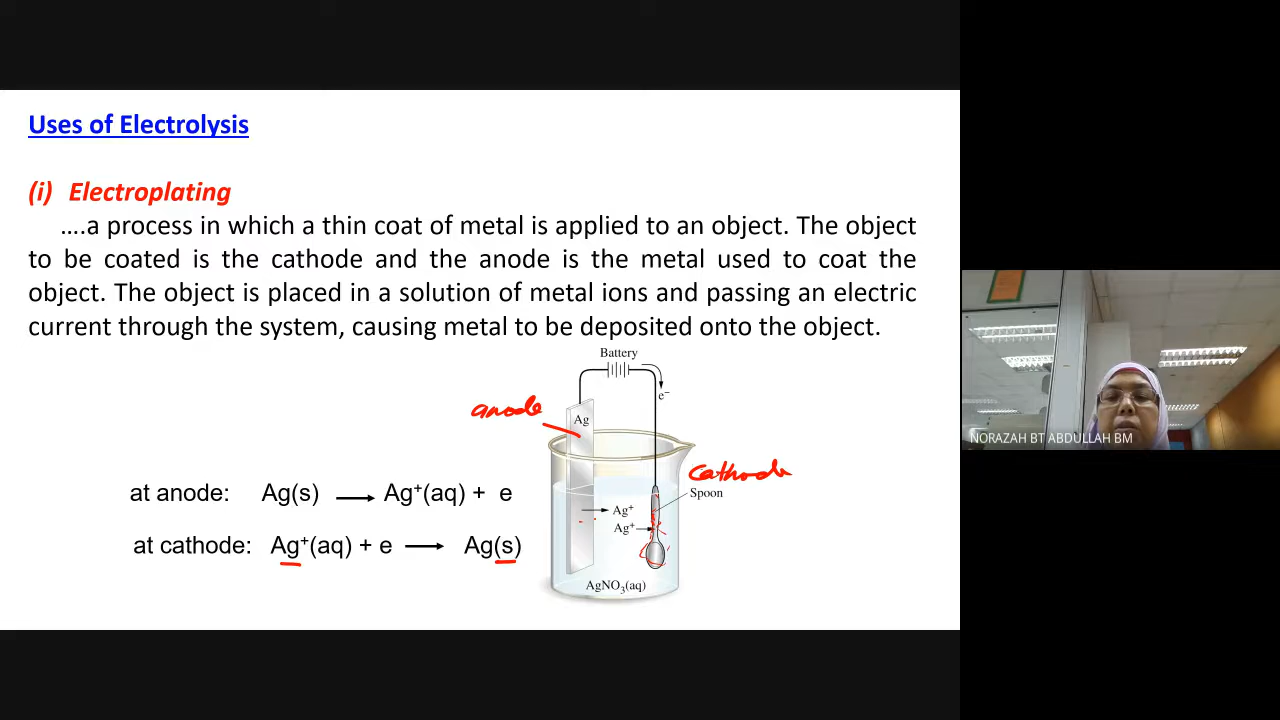 Uses of Electrolysis
(i) Electroplating
....a process in which a thin coat of metal is applied to an object. The object
to be coated is the cathode and the anode is the metal used to coat the
object. The object is placed in a solution of metal ions and passing an electric
current through the system, causing metal to be deposited onto the object.
Battery
e⁻
anode
Ag
cathode
Spoon
at anode: Ag(s) → Ag⁺(aq) + e
Ag⁺
Ag⁺
at cathode: Ag⁺(aq) + e → Ag(s)
AgNO₃(aq)
NORAZAH BT ABDULLAH BM